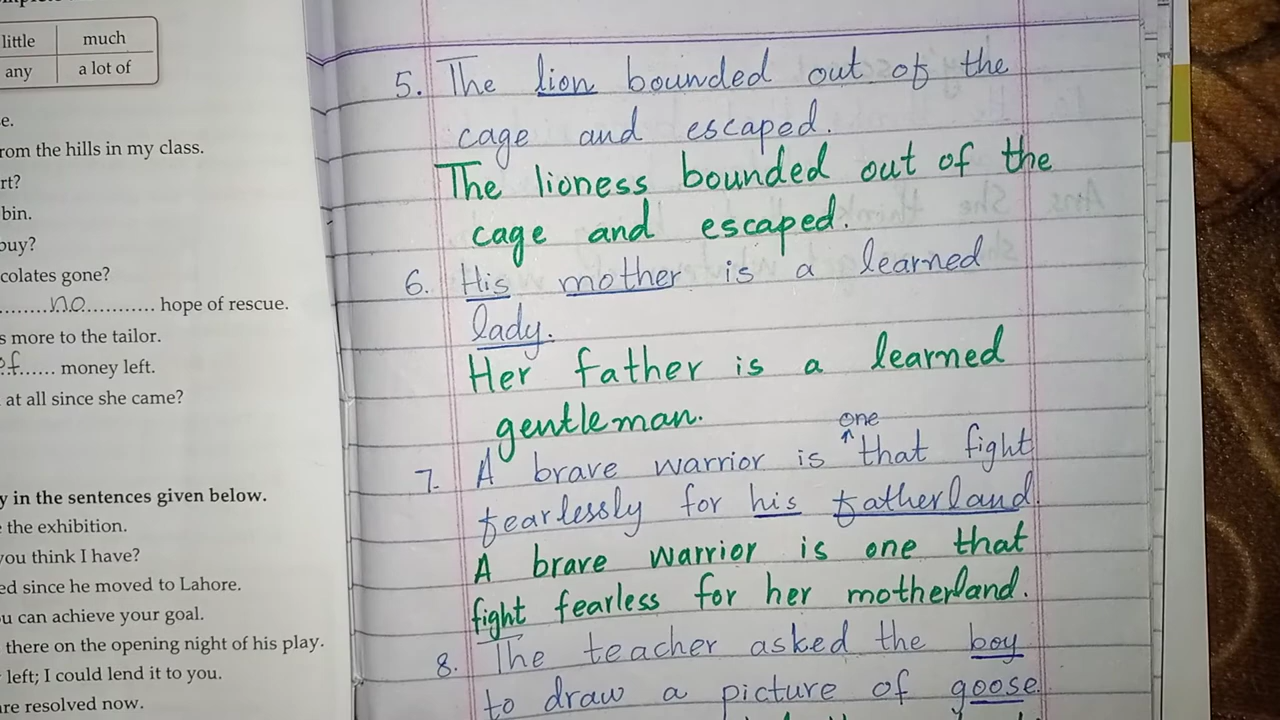 little much
any a lot of
e.
rom the hills in my class.
rt?
bin.
buy?
colates gone?
........no............ hope of rescue.
s more to the tailor.
...... money left.
at all since she came?
y in the sentences given below.
the exhibition.
you think I have?
ed since he moved to Lahore.
u can achieve your goal.
there on the opening night of his play.
left; I could lend it to you.
are resolved now.
5. The lion bounded out of the
cage and escaped.
The lioness bounded out of the
cage and escaped.
6. His mother is a learned
lady.
Her father is a learned
gentleman.
one
7. A brave warrior is that fight
fearlessly for his fatherland.
A brave warrior is one that
fight fearless for her motherland.
8. The teacher asked the boy
to draw a picture of goose.